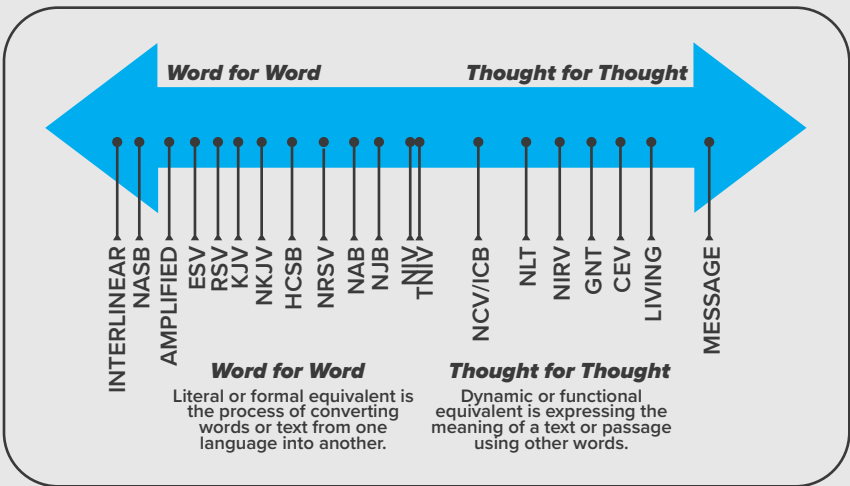 Word for Word
Thought for Thought
INTERLINEAR
NASB
AMPLIFIED
ESV
RSV
KJV
NKJV
HCSB
NRSV
NAB
NJB
NIV
TNIV
NCV/ICB
NLT
NIRV
GNT
CEV
LIVING
MESSAGE
Word for Word
Literal or formal equivalent is
the process of converting
words or text from one
language into another.
Thought for Thought
Dynamic or functional
equivalent is expressing the
meaning of a text or passage
using other words.